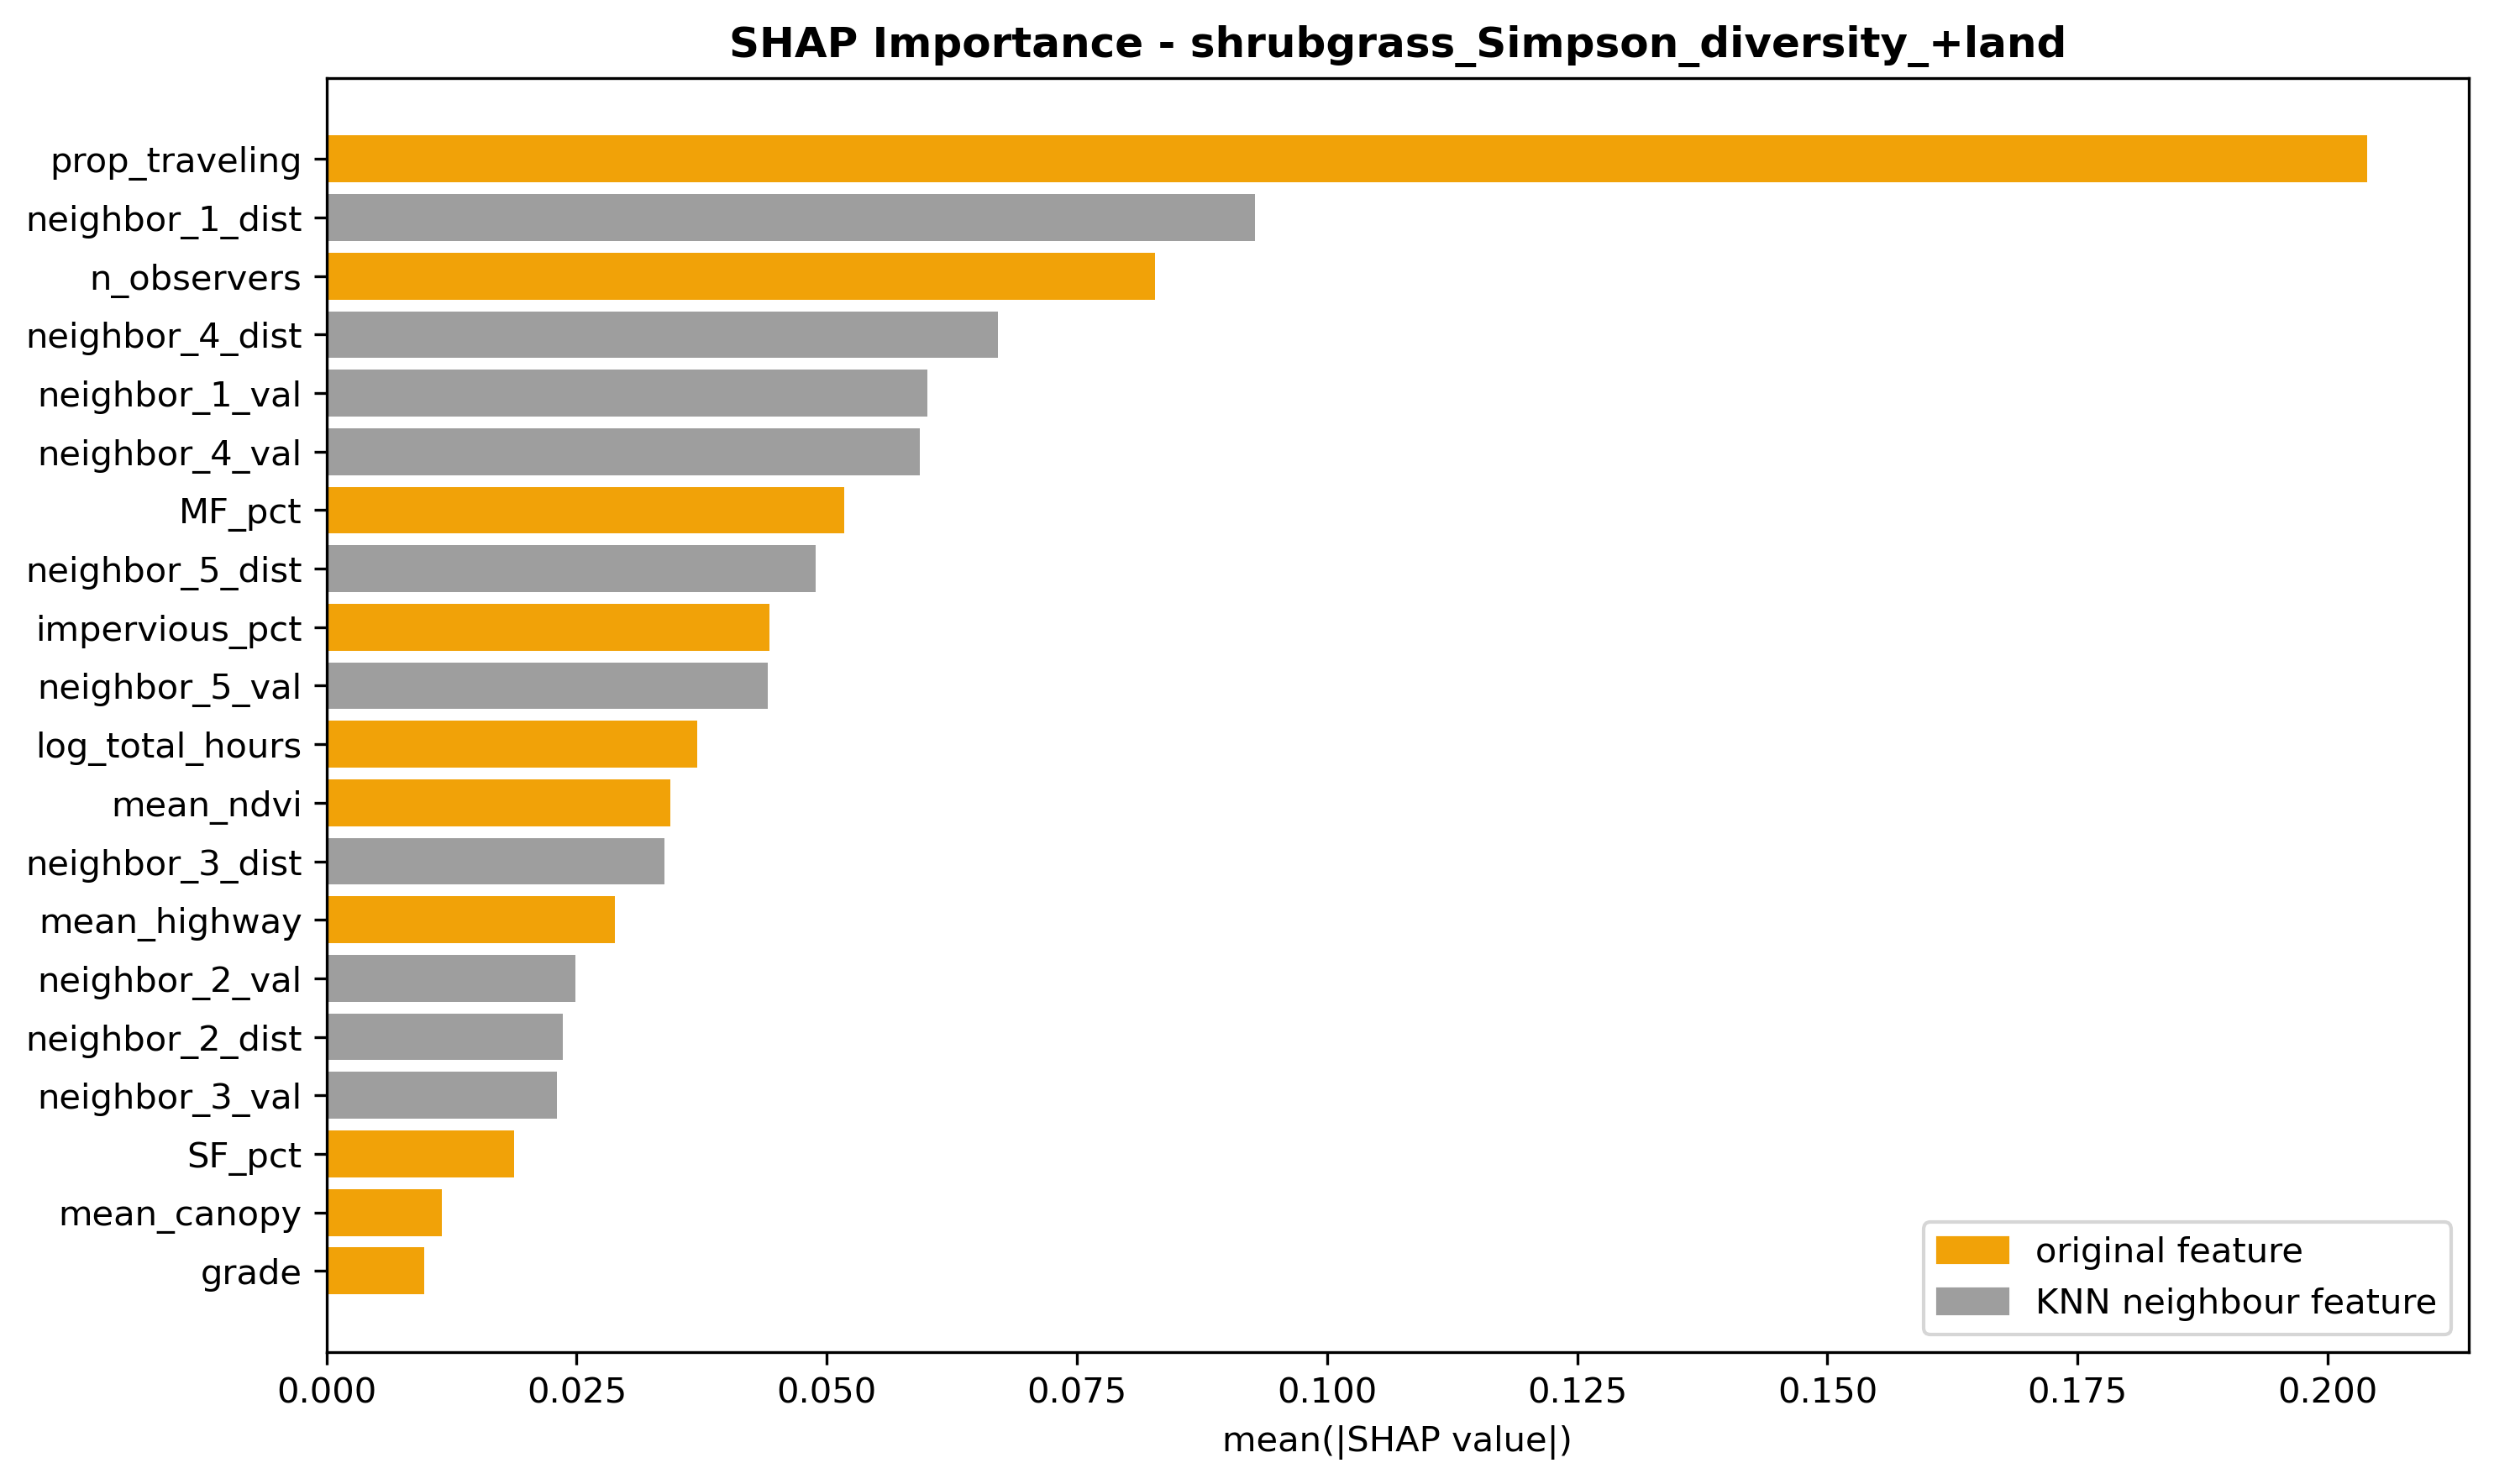 SHAP Importance - shrubgrass_Simpson_diversity_+land
prop_traveling
neighbor_1_dist
n_observers
neighbor_4_dist
neighbor_1_val
neighbor_4_val
MF_pct
neighbor_5_dist
impervious_pct
neighbor_5_val
log_total_hours
mean_ndvi
neighbor_3_dist
mean_highway
neighbor_2_val
neighbor_2_dist
neighbor_3_val
SF_pct
mean_canopy
grade
original feature
KNN neighbour feature
0.000 0.025 0.050 0.075 0.100 0.125 0.150 0.175 0.200
mean(|SHAP value|)